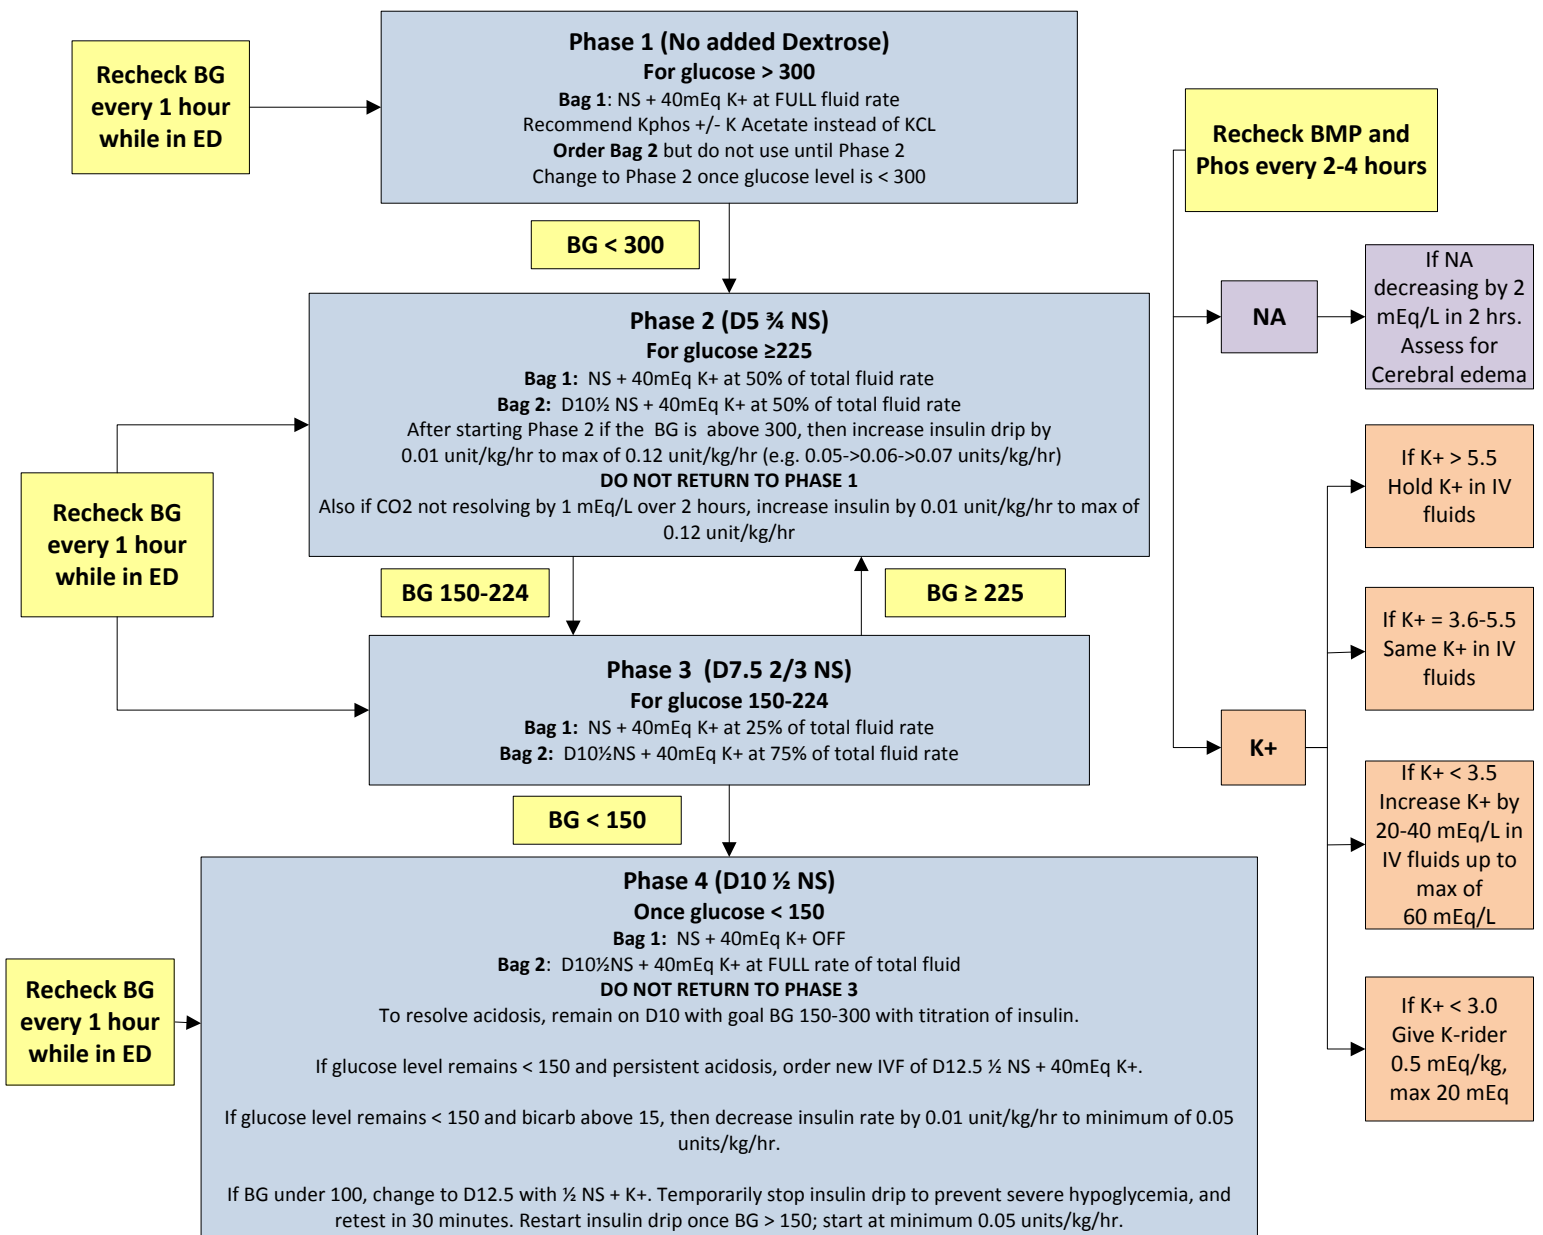 Recheck BG
every 1 hour
while in ED
Phase 1 (No added Dextrose)
For glucose > 300
Bag 1: NS + 40mEq K+ at FULL fluid rate
Recommend Kphos +/- K Acetate instead of KCL
Order Bag 2 but do not use until Phase 2
Change to Phase 2 once glucose level is < 300
BG < 300
Recheck BG
every 1 hour
while in ED
Phase 2 (D5 ¾ NS)
For glucose ≥225
Bag 1: NS + 40mEq K+ at 50% of total fluid rate
Bag 2: D10½ NS + 40mEq K+ at 50% of total fluid rate
After starting Phase 2 if the BG is above 300, then increase insulin drip by
0.01 unit/kg/hr to max of 0.12 unit/kg/hr (e.g. 0.05->0.06->0.07 units/kg/hr)
DO NOT RETURN TO PHASE 1
Also if CO2 not resolving by 1 mEq/L over 2 hours, increase insulin by 0.01 unit/kg/hr to max of
0.12 unit/kg/hr
BG 150-224
BG ≥ 225
Phase 3 (D7.5 2/3 NS)
For glucose 150-224
Bag 1: NS + 40mEq K+ at 25% of total fluid rate
Bag 2: D10½NS + 40mEq K+ at 75% of total fluid rate
BG < 150
Recheck BG
every 1 hour
while in ED
Phase 4 (D10 ½ NS)
Once glucose < 150
Bag 1: NS + 40mEq K+ OFF
Bag 2: D10½NS + 40mEq K+ at FULL rate of total fluid
DO NOT RETURN TO PHASE 3
To resolve acidosis, remain on D10 with goal BG 150-300 with titration of insulin.
If glucose level remains < 150 and persistent acidosis, order new IVF of D12.5 ½ NS + 40mEq K+.
If glucose level remains < 150 and bicarb above 15, then decrease insulin rate by 0.01 unit/kg/hr to minimum of 0.05
units/kg/hr.
If BG under 100, change to D12.5 with ½ NS + K+. Temporarily stop insulin drip to prevent severe hypoglycemia, and
retest in 30 minutes. Restart insulin drip once BG > 150; start at minimum 0.05 units/kg/hr.
Recheck BMP and
Phos every 2-4 hours
NA
If NA
decreasing by 2
mEq/L in 2 hrs.
Assess for
Cerebral edema
K+
If K+ > 5.5
Hold K+ in IV
fluids
If K+ = 3.6-5.5
Same K+ in IV
fluids
If K+ < 3.5
Increase K+ by
20-40 mEq/L in
IV fluids up to
max of
60 mEq/L
If K+ < 3.0
Give K-rider
0.5 mEq/kg,
max 20 mEq